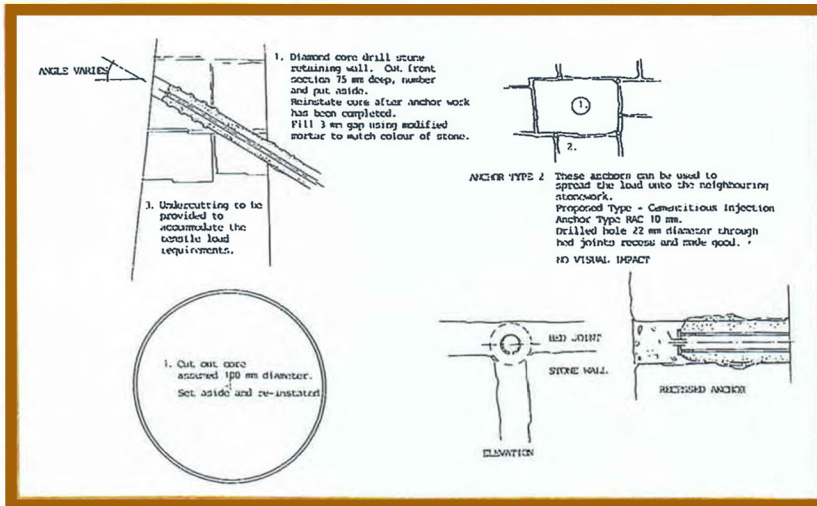 ANGLE VARIES
1. Diamond core drill stone
retaining wall. Cut front
section 75 mm deep, number
and put aside.
Reinstate core after anchor work
has been completed.
Fill 3 mm gap using modified
mortar to match colour of stone.
3. Undercutting to be
provided to
accomodate the
tensile load
requirements.
1. Cut out core
assumed 100 mm diameter.
Set aside and re-instated
1.
2.
ANCHOR TYPE 2 These anchors can be used to
spread the load onto the neighbouring
stonework.
Proposed Type - Cementitious Injection
Anchor Type RAC 10 mm.
Drilled hole 22 mm diameter through
bed joints recess and made good.
NO VISUAL IMPACT
BED JOINT
STONE WALL
ELEVATION
RECESSED ANCHOR